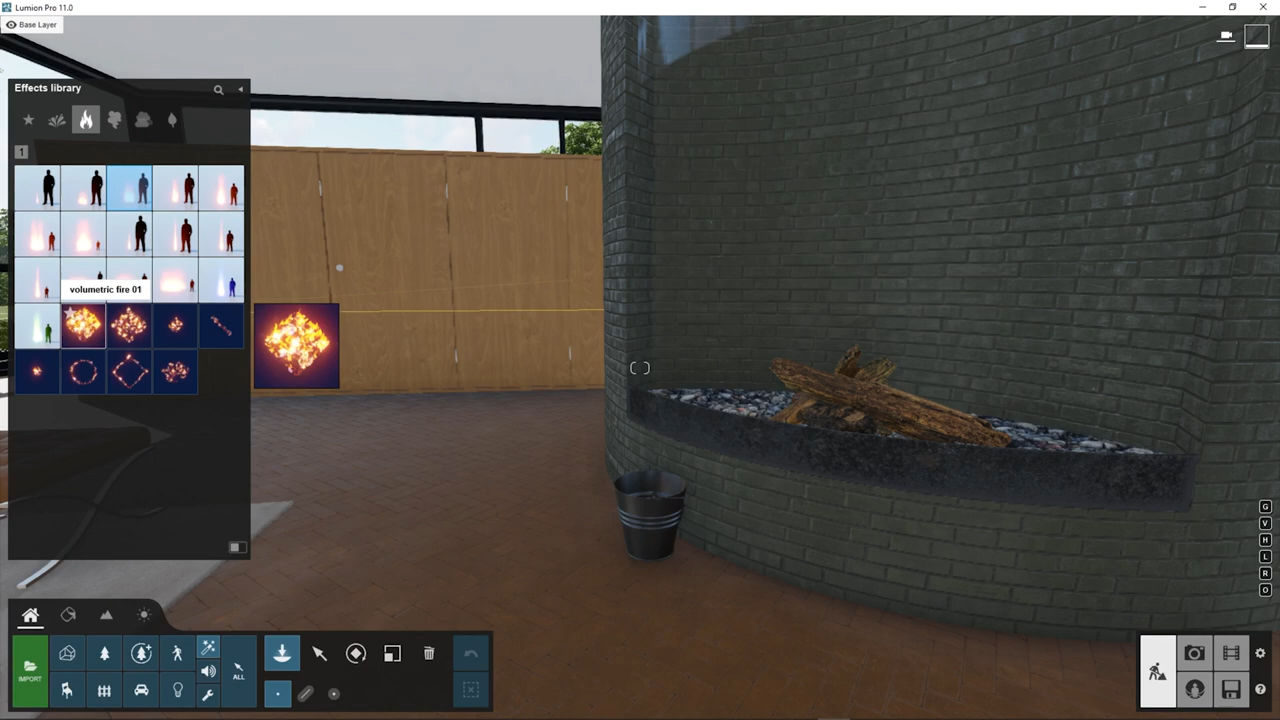 Lumion Pro 11.0
Base Layer
Effects library
1
volumetric fire 01
G
V
H
L
R
O
IMPORT
ALL
?